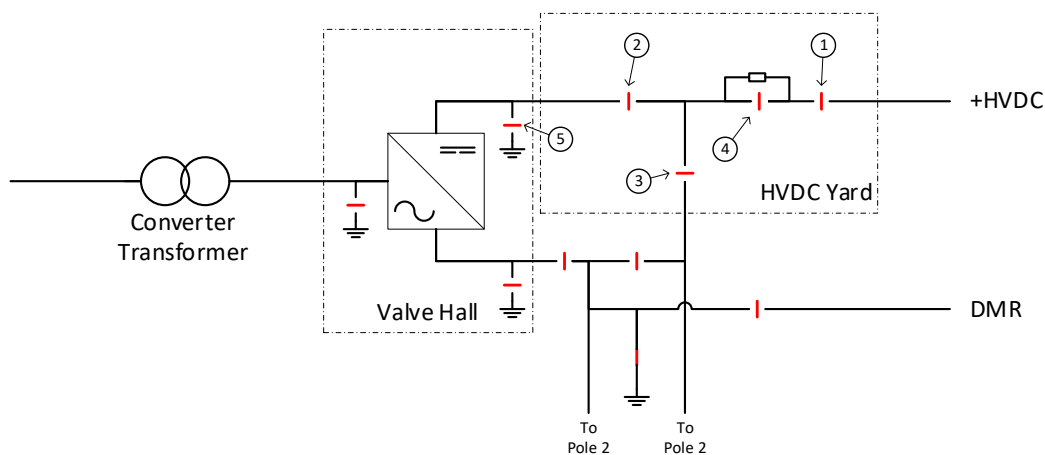 2
1
+HVDC
5
4
3
HVDC Yard
Converter
Transformer
Valve Hall
DMR
To
Pole 2
To
Pole 2